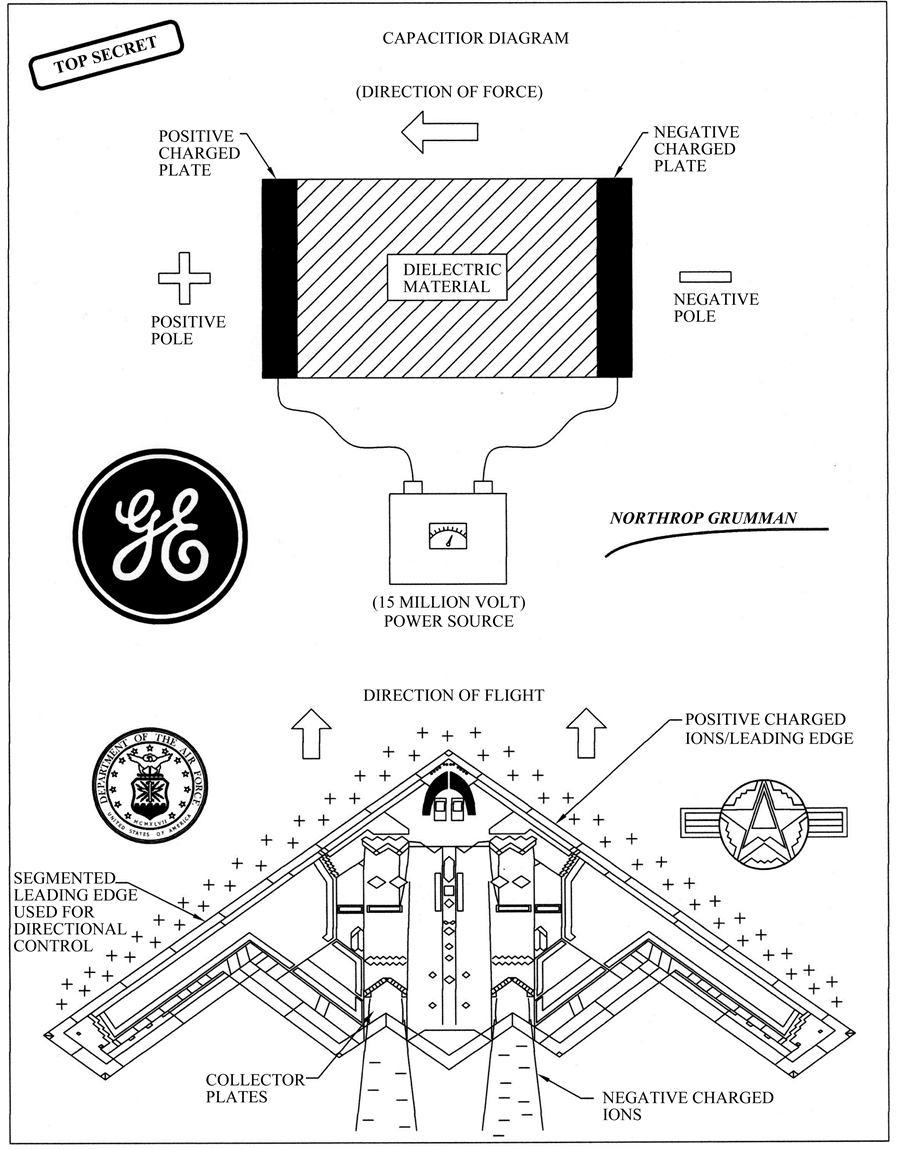 TOP SECRET
CAPACITIOR DIAGRAM
(DIRECTION OF FORCE)
POSITIVE
CHARGED
PLATE
NEGATIVE
CHARGED
PLATE
DIELECTRIC
MATERIAL
POSITIVE
POLE
NEGATIVE
POLE
GE
NORTHROP GRUMMAN
(15 MILLION VOLT)
POWER SOURCE
DIRECTION OF FLIGHT
POSITIVE CHARGED
IONS/LEADING EDGE
DEPARTMENT OF THE AIR FORCE
MCMXLVII
UNITED STATES OF AMERICA
SEGMENTED
LEADING EDGE
USED FOR
DIRECTIONAL
CONTROL
COLLECTOR
PLATES
NEGATIVE CHARGED
IONS